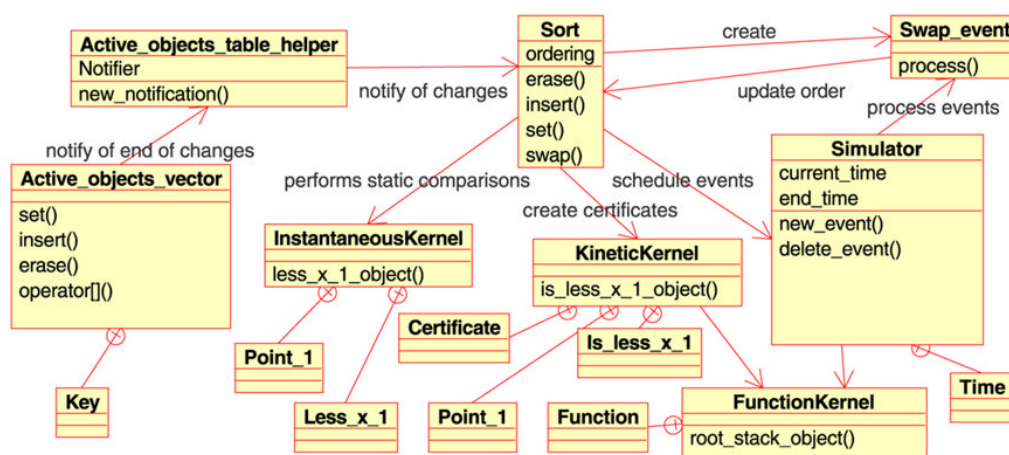 Active_objects_table_helper
Notifier
new_notification()
Sort
ordering
erase()
insert()
set()
swap()
Swap_event
process()
create
update order
notify of changes
process events
notify of end of changes
Active_objects_vector
set()
insert()
erase()
operator[]()
performs static comparisons
schedule events
create certificates
Simulator
current_time
end_time
new_event()
delete_event()
InstantaneousKernel
less_x_1_object()
KineticKernel
is_less_x_1_object()
Certificate
Is_less_x_1
Point_1
Key
Less_x_1
Point_1
Function
FunctionKernel
root_stack_object()
Time